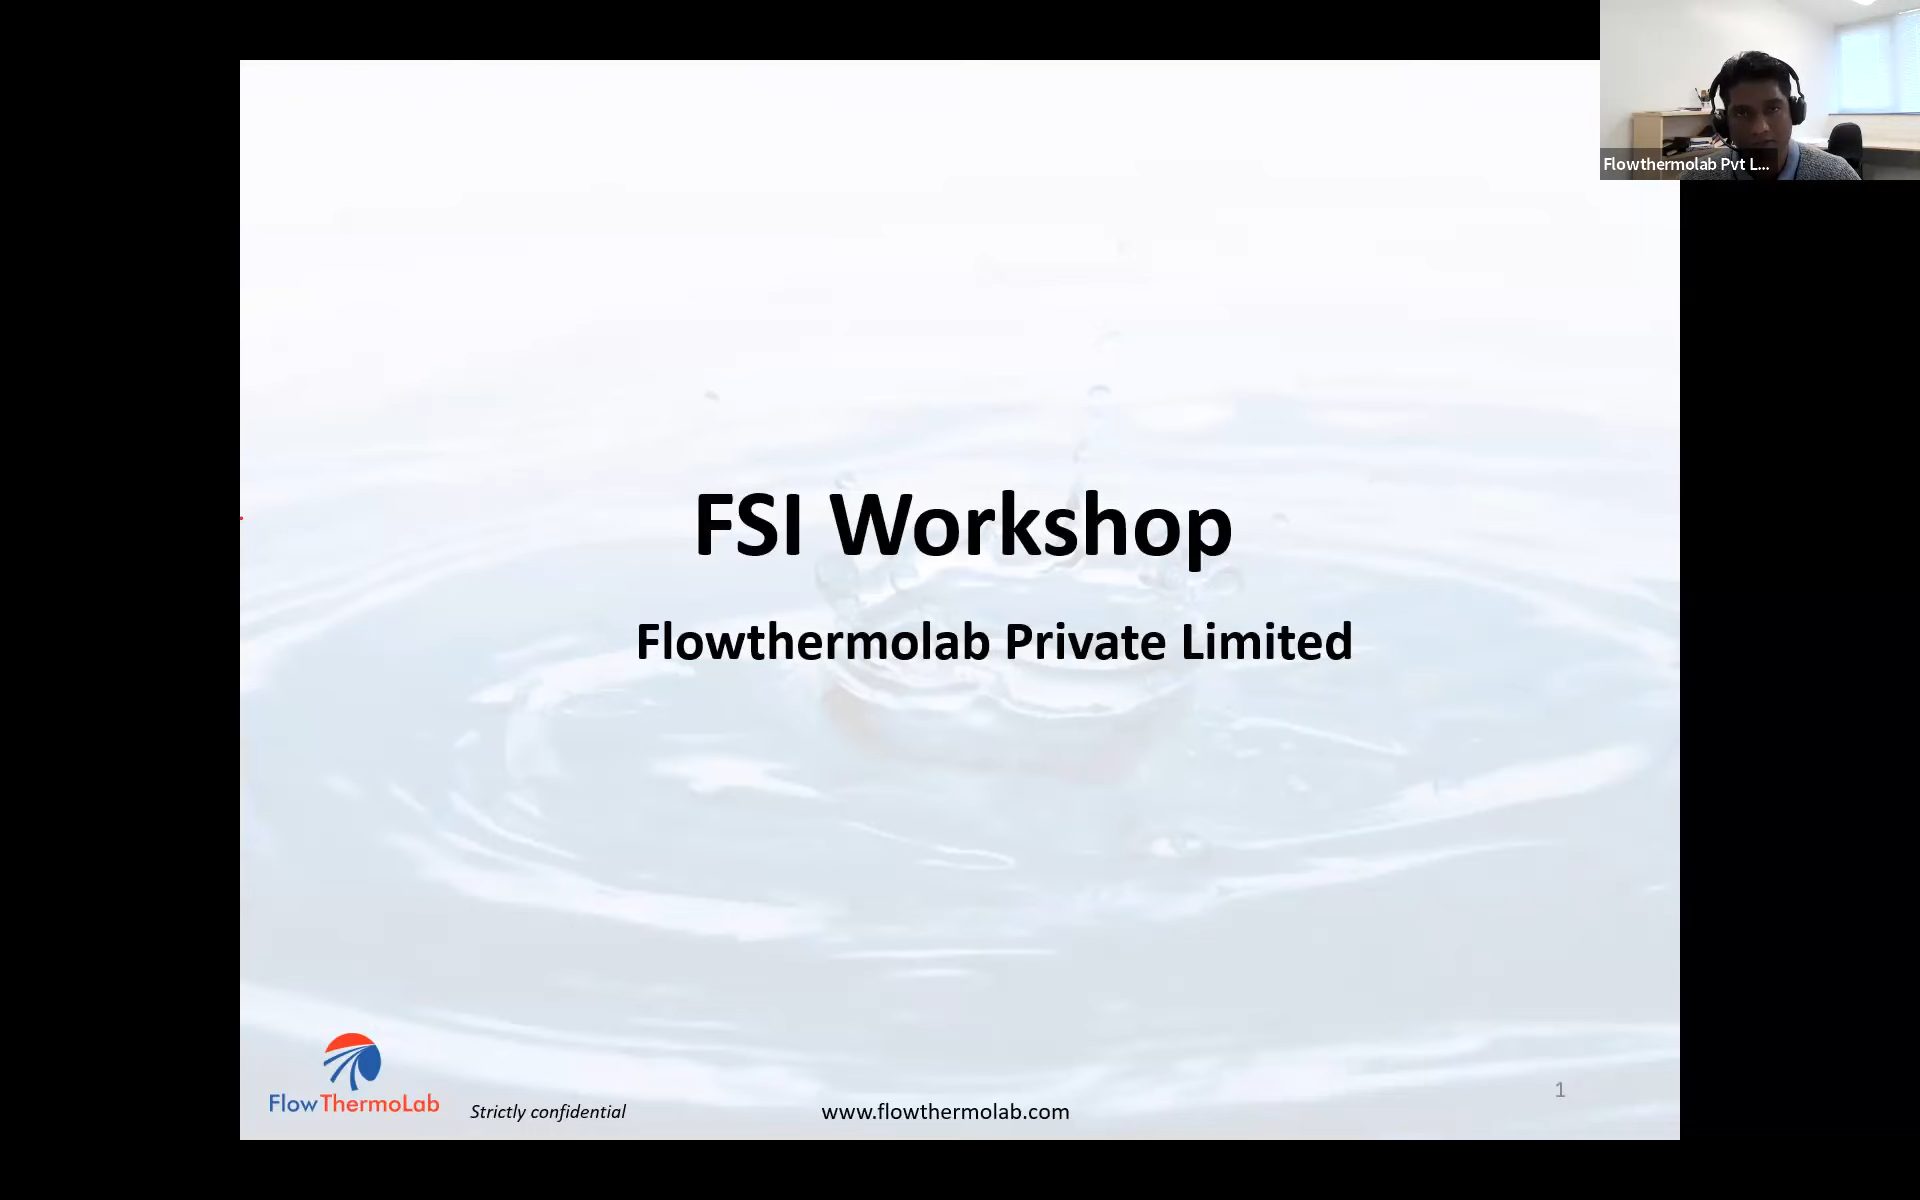 Flowthermolab Pvt L...
FSI Workshop
Flowthermolab Private Limited
FlowThermoLab
Strictly confidential
www.flowthermolab.com
1